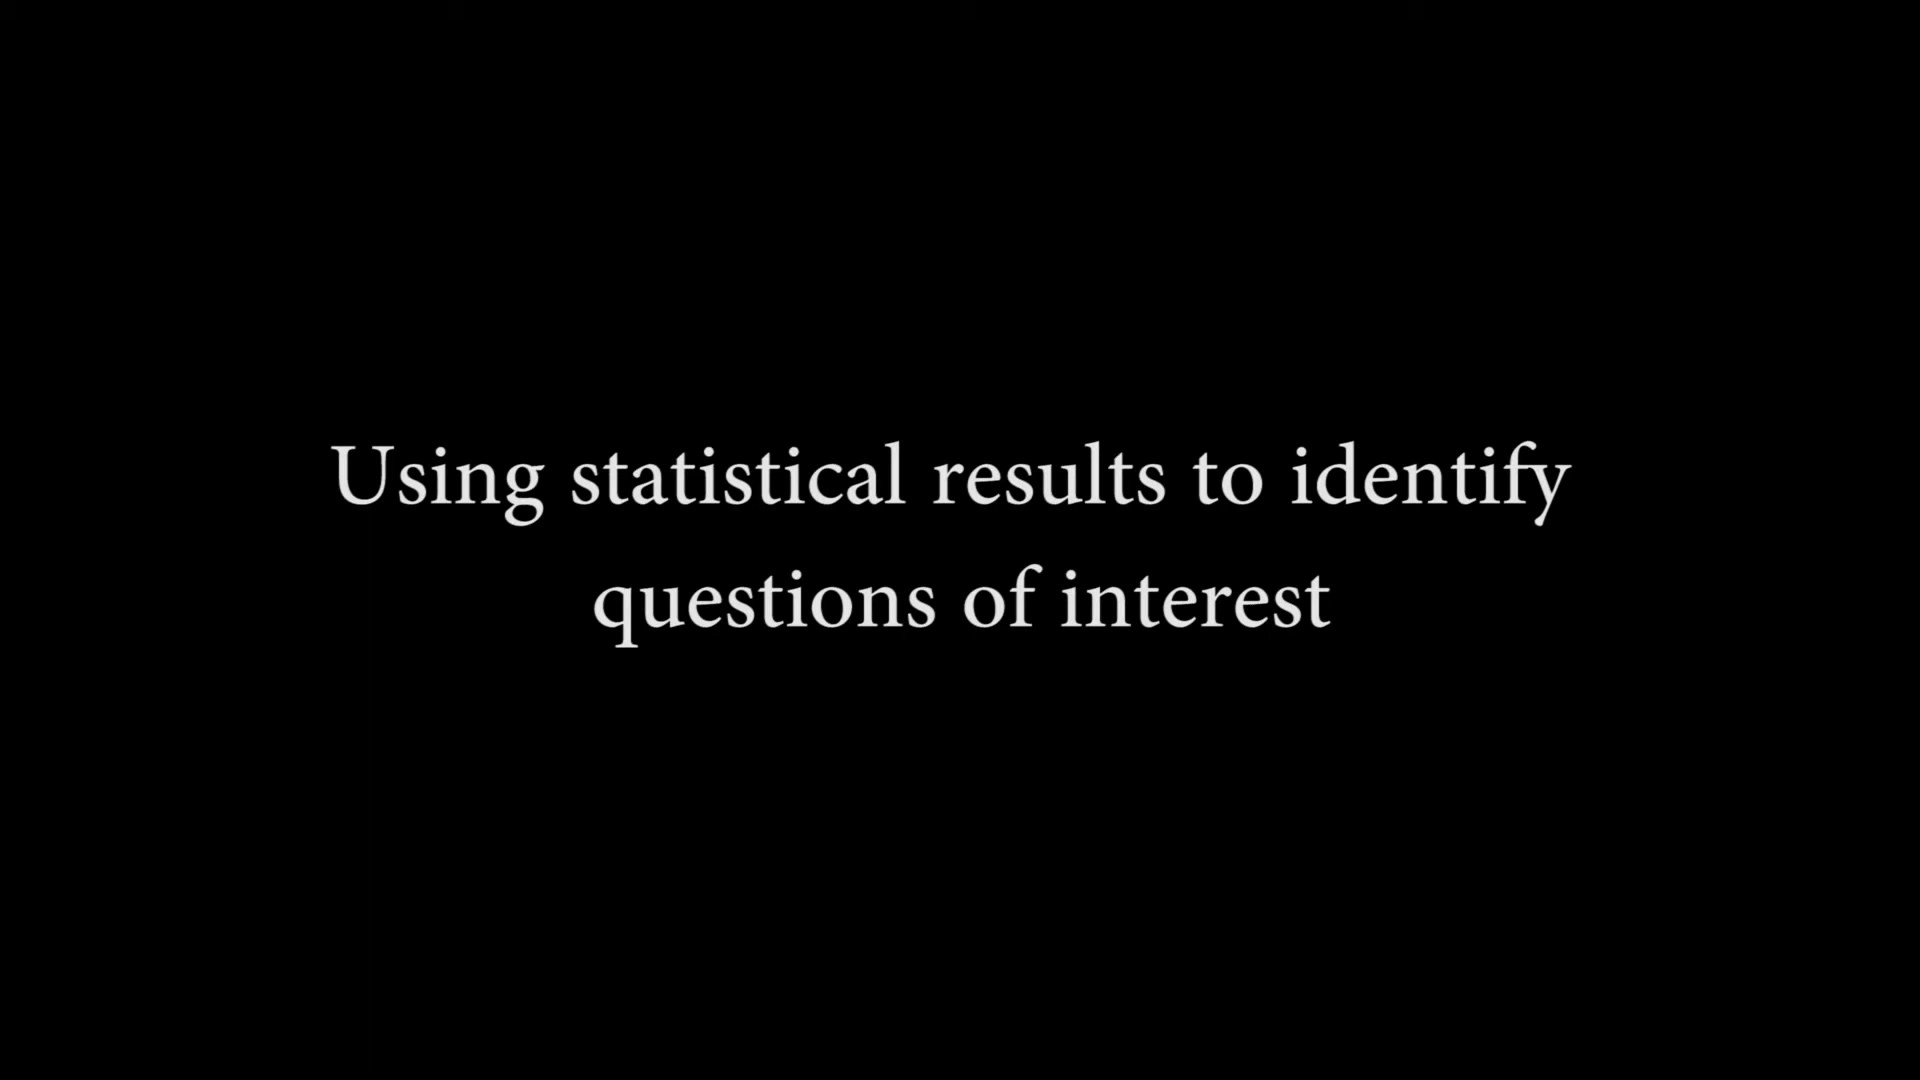 Using statistical results to identify
questions of interest